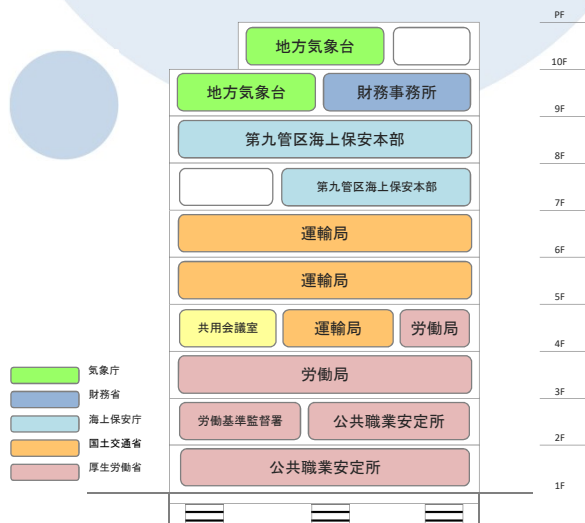 PF
地方気象台
10F
地方気象台
財務事務所
9F
第九管区海上保安本部
8F
第九管区海上保安本部
7F
運輸局
6F
運輸局
5F
共用会議室
運輸局
労働局
4F
労働局
3F
労働基準監督署
公共職業安定所
2F
公共職業安定所
1F
気象庁
財務省
海上保安庁
国土交通省
厚生労働省